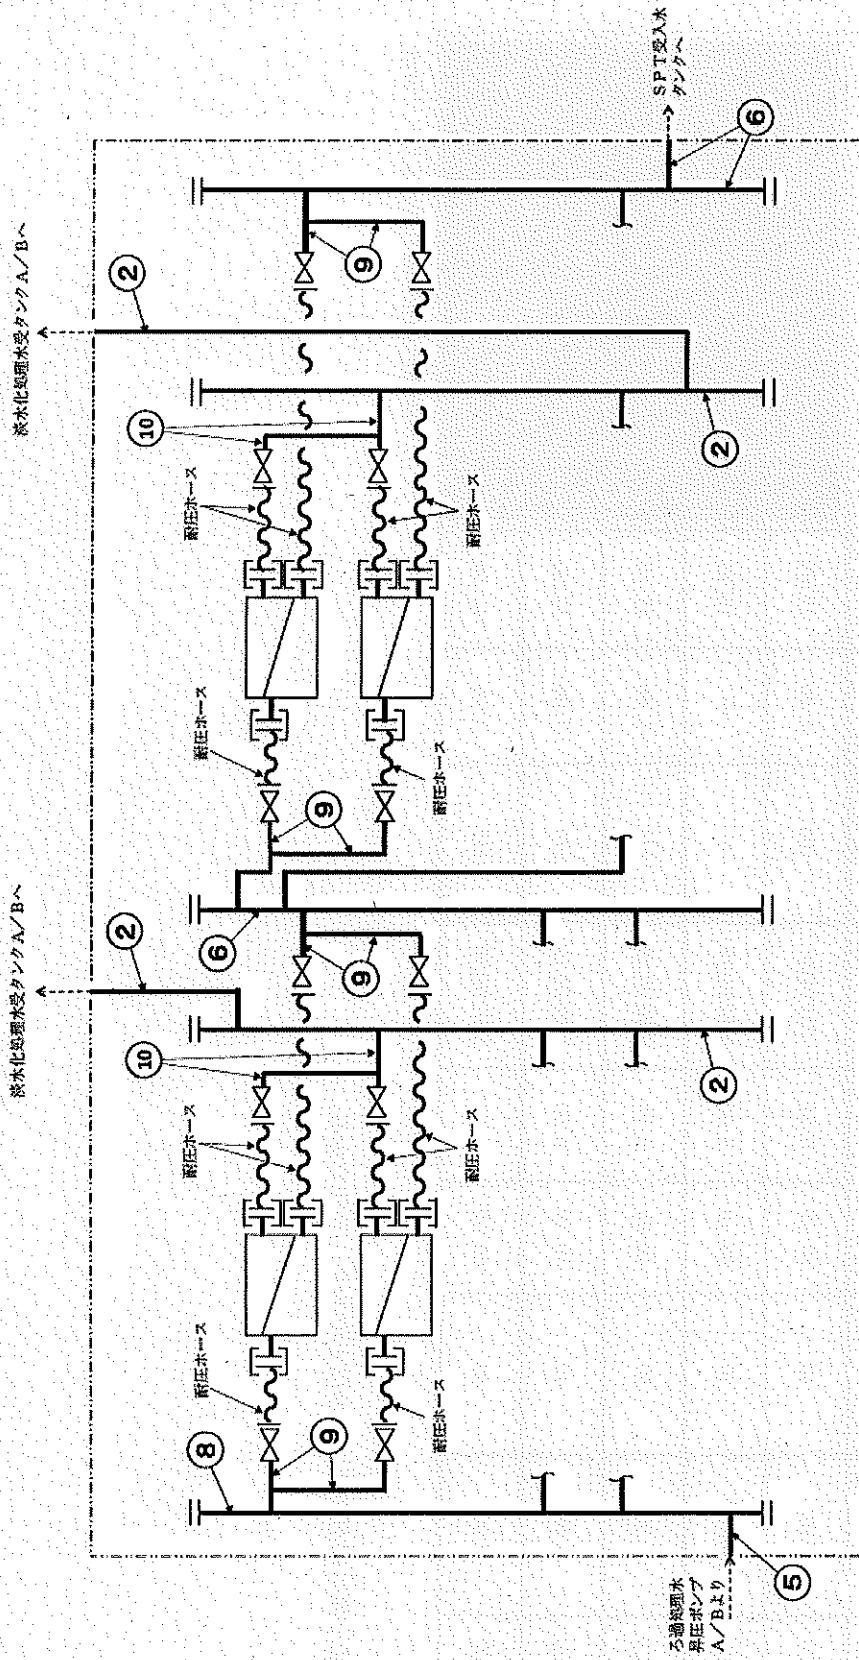 淡水化処理水受タンクA/Bへ
淡水化処理水受タンクA/Bへ
SPT受入水
タンクへ
ろ過処理水
昇圧ポンプ
A/Bより
耐圧ホース
耐圧ホース
耐圧ホース
耐圧ホース
耐圧ホース
耐圧ホース
耐圧ホース
耐圧ホース
⑤
⑧
⑨
⑩
②
②
⑨
⑥
⑨
⑩
②
②
⑨
⑥